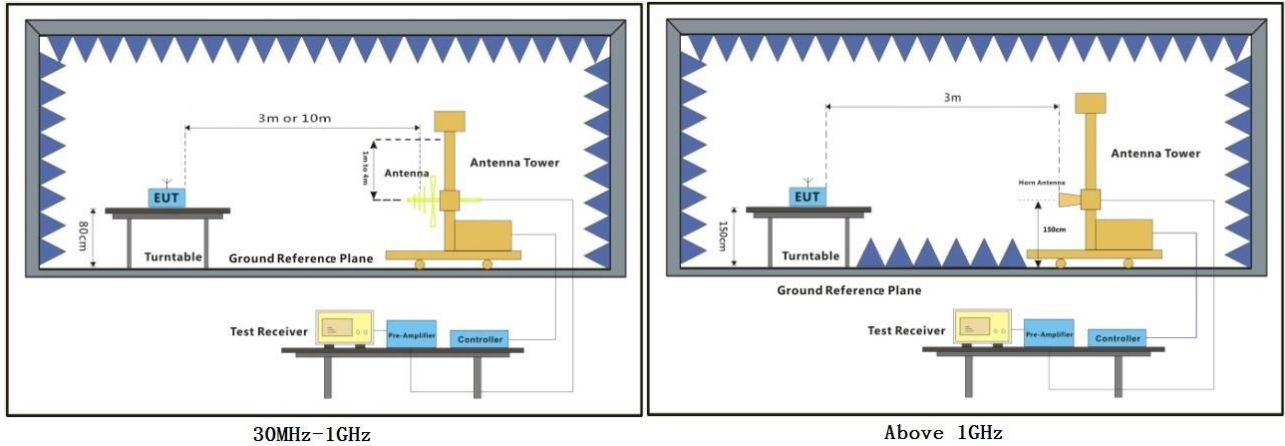 3m or 10m
1m to 4m
Antenna
Antenna Tower
EUT
80cm
Turntable
Ground Reference Plane
Test Receiver
Pre-Amplifier
Controller
30MHz-1GHz
3m
Antenna Tower
Horn Antenna
EUT
150cm
150cm
Turntable
Ground Reference Plane
Test Receiver
Pre-Amplifier
Controller
Above 1GHz